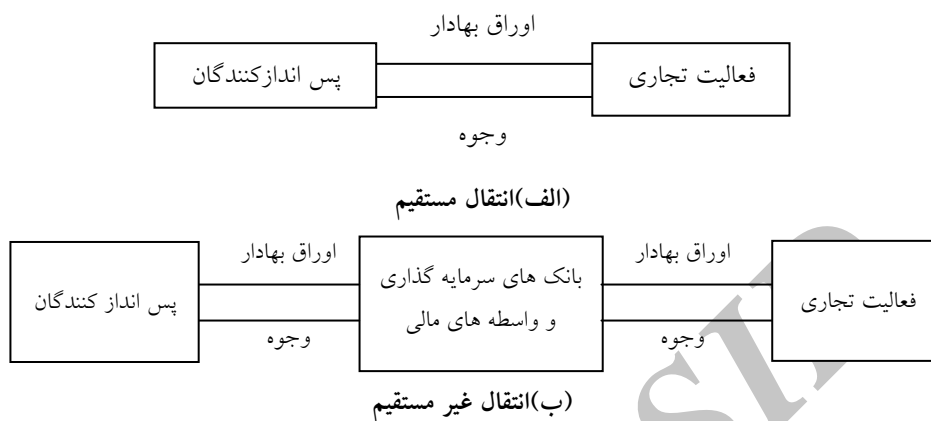 اوراق بهادار
فعالیت تجاری
پس اندازکنندگان
وجوه
(الف)انتقال مستقیم
اوراق بهادار
اوراق بهادار
فعالیت تجاری
بانک های سرمایه گذاری
و واسطه های مالی
پس انداز کنندگان
وجوه
وجوه
(ب)انتقال غیر مستقیم
SID